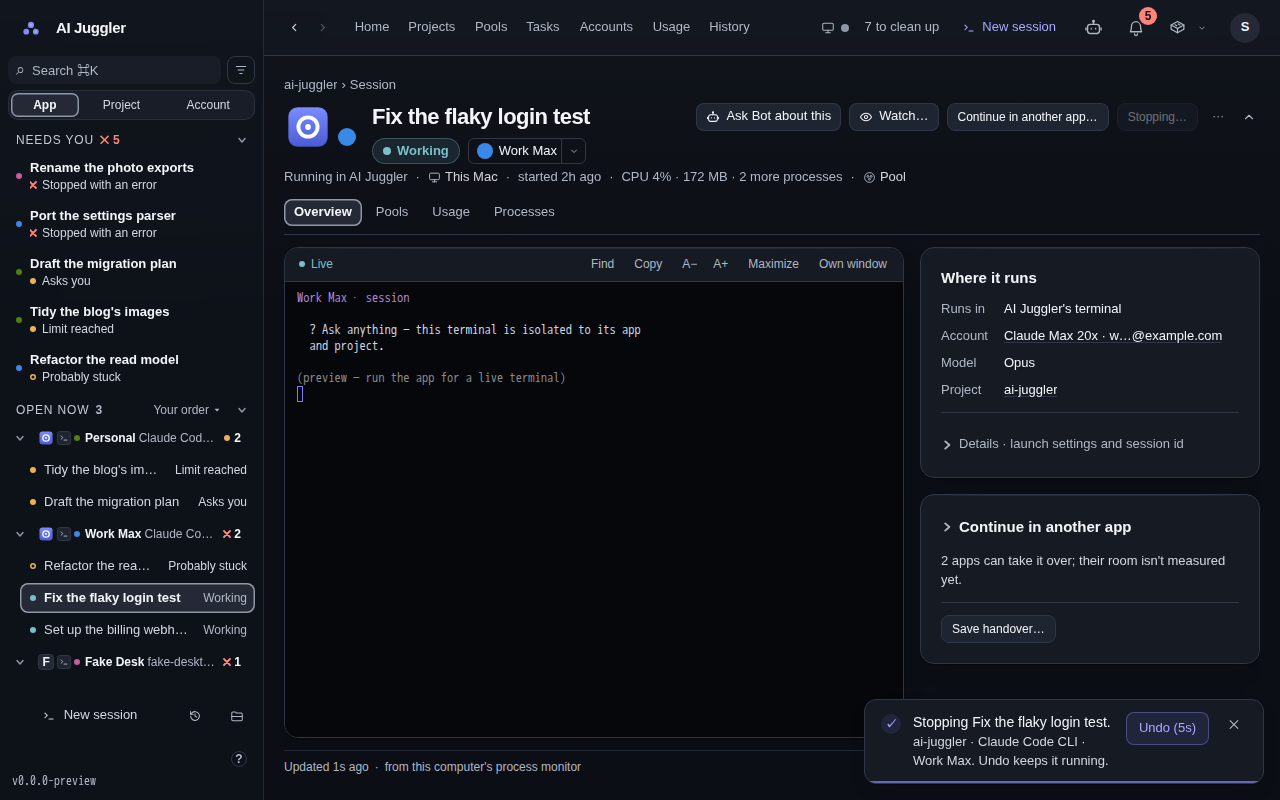 AI Juggler
Search ⌘K
App Project Account
NEEDS YOU 5
Rename the photo exports
Stopped with an error
Port the settings parser
Stopped with an error
Draft the migration plan
Asks you
Tidy the blog's images
Limit reached
Refactor the read model
Probably stuck
OPEN NOW 3 Your order
Personal Claude Cod… 2
Tidy the blog's im… Limit reached
Draft the migration plan Asks you
Work Max Claude Co… 2
Refactor the rea… Probably stuck
Fix the flaky login test Working
Set up the billing webh… Working
F Fake Desk fake-deskt… 1
New session
?
v0.0.0-preview
Home Projects Pools Tasks Accounts Usage History 7 to clean up New session 5 S
ai-juggler › Session
Fix the flaky login test
Ask Bot about this Watch… Continue in another app… Stopping… ···
Working Work Max
Running in AI Juggler · This Mac · started 2h ago · CPU 4% · 172 MB · 2 more processes · Pool
Overview Pools Usage Processes
Live Find Copy A− A+ Maximize Own window
Work Max · session
? Ask anything — this terminal is isolated to its app
and project.
(preview — run the app for a live terminal)
Where it runs
Runs in AI Juggler's terminal
Account Claude Max 20x · w…@example.com
Model Opus
Project ai-juggler
Details · launch settings and session id
Continue in another app
2 apps can take it over; their room isn't measured
yet.
Save handover…
Updated 1s ago · from this computer's process monitor
Stopping Fix the flaky login test.
ai-juggler · Claude Code CLI ·
Work Max. Undo keeps it running.
Undo (5s)